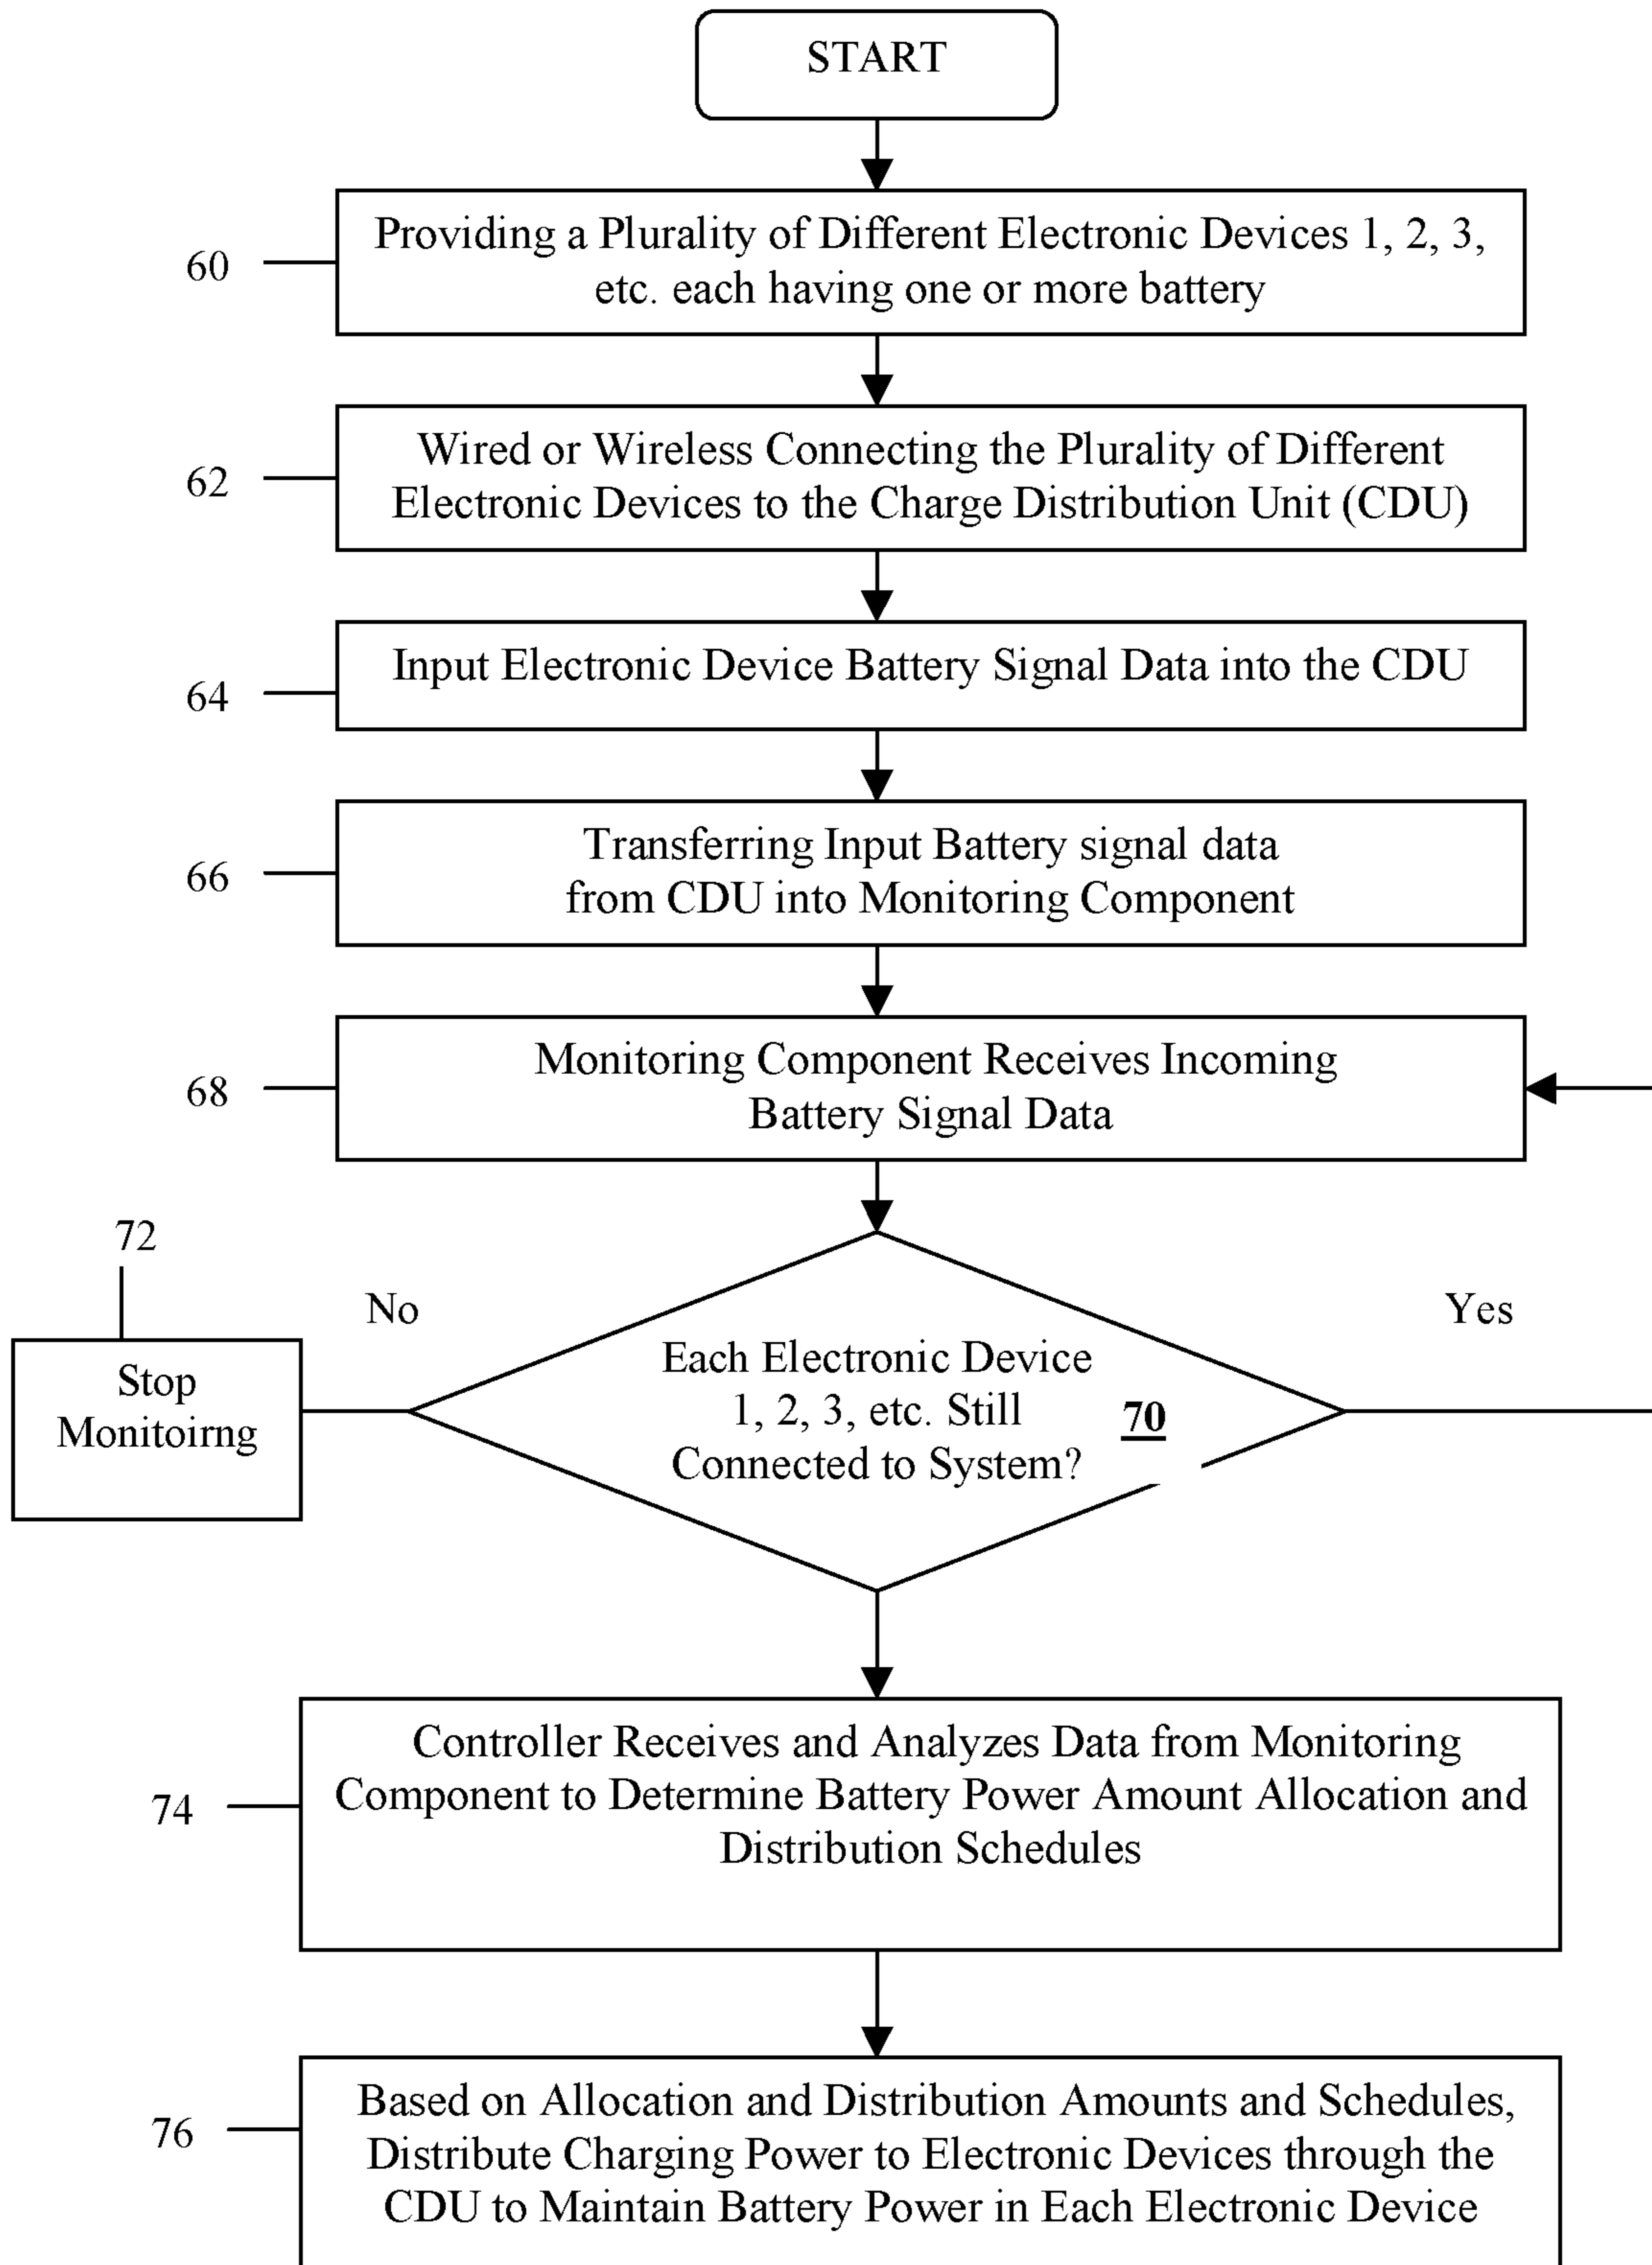 START
60
Providing a Plurality of Different Electronic Devices 1, 2, 3,
etc. each having one or more battery
62
Wired or Wireless Connecting the Plurality of Different
Electronic Devices to the Charge Distribution Unit (CDU)
64
Input Electronic Device Battery Signal Data into the CDU
66
Transferring Input Battery signal data
from CDU into Monitoring Component
68
Monitoring Component Receives Incoming
Battery Signal Data
72
No
Yes
Stop
Monitoirng
Each Electronic Device
1, 2, 3, etc. Still
Connected to System?
70
74
Controller Receives and Analyzes Data from Monitoring
Component to Determine Battery Power Amount Allocation and
Distribution Schedules
76
Based on Allocation and Distribution Amounts and Schedules,
Distribute Charging Power to Electronic Devices through the
CDU to Maintain Battery Power in Each Electronic Device